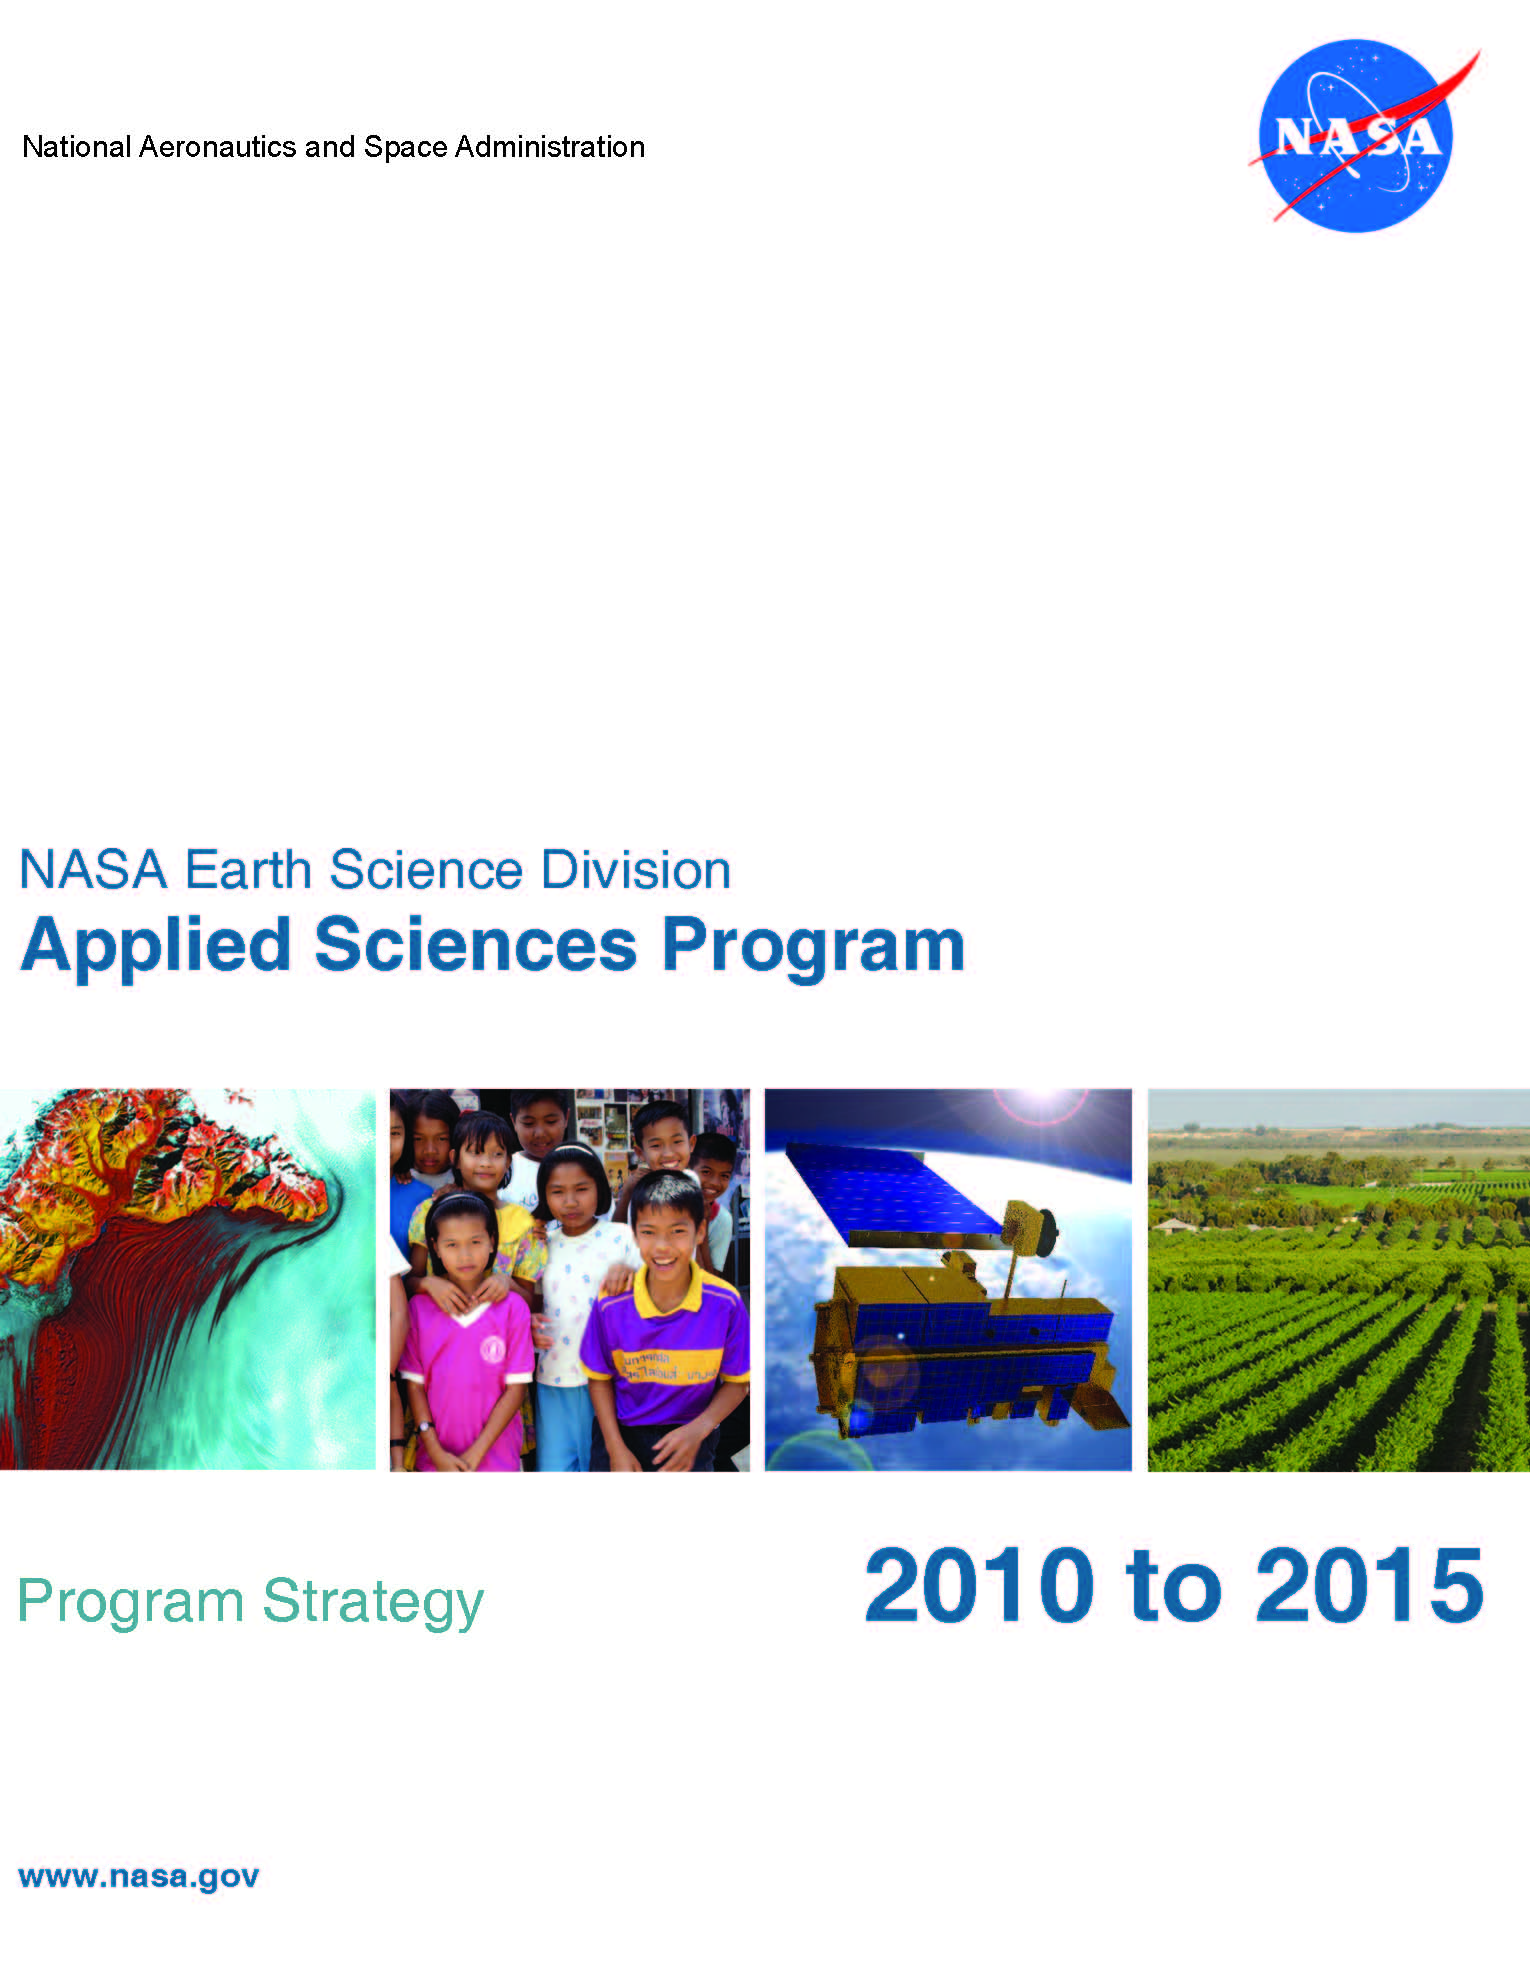 National Aeronautics and Space Administration
NASA
NASA Earth Science Division
Applied Sciences Program
Program Strategy
2010 to 2015
www.nasa.gov